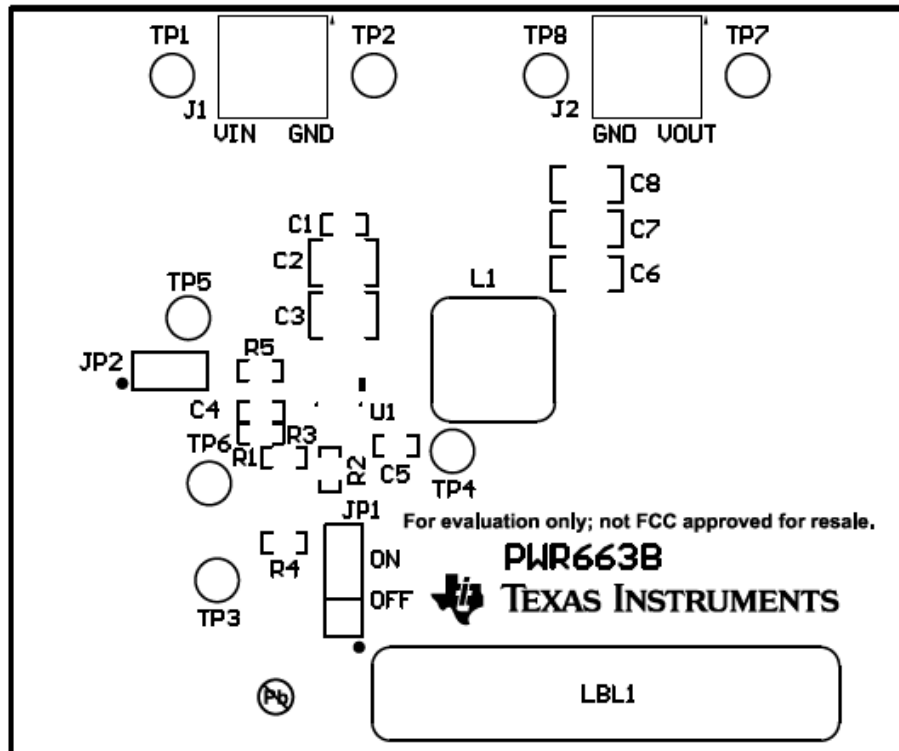 TP1 TP2 TP8 TP7
J1 J2
VIN GND GND VOUT
C8
C1 C7
C2
C6
TP5 L1
C3
R5
JP2
C4 U1
TP6 R3
R1 R2 C5
TP4
JP1
For evaluation only; not FCC approved for resale.
R4 ON PWR663B
OFF TEXAS INSTRUMENTS
TP3
Pb LBL1